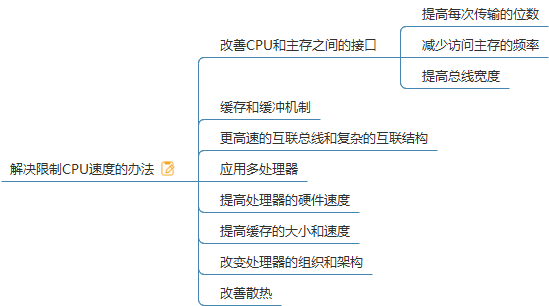 解决限制CPU速度的办法
改善CPU和主存之间的接口
提高每次传输的位数
减少访问主存的频率
提高总线宽度
缓存和缓冲机制
更高速的互联总线和复杂的互联结构
应用多处理器
提高处理器的硬件速度
提高缓存的大小和速度
改变处理器的组织和架构
改善散热